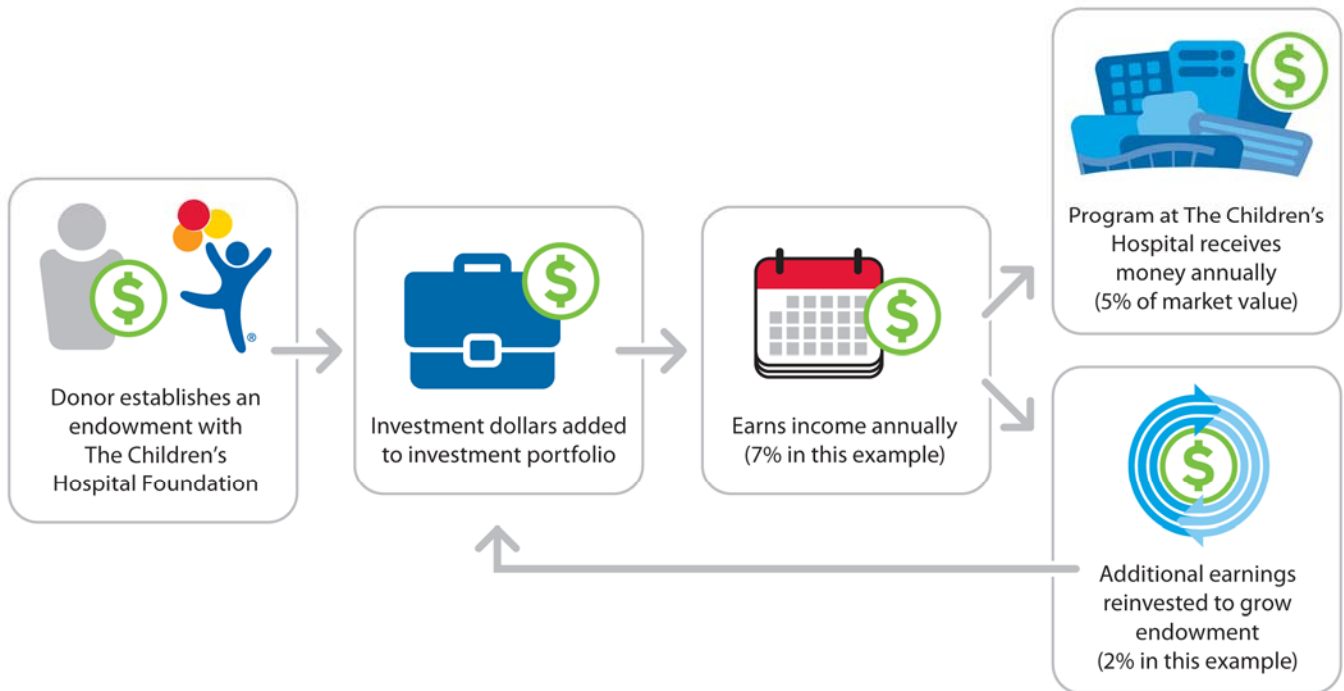 Donor establishes an
endowment with
The Children's
Hospital Foundation
Investment dollars added
to investment portfolio
Earns income annually
(7% in this example)
Program at The Children's
Hospital receives
money annually
(5% of market value)
Additional earnings
reinvested to grow
endowment
(2% in this example)
$
$
$
$
$
®